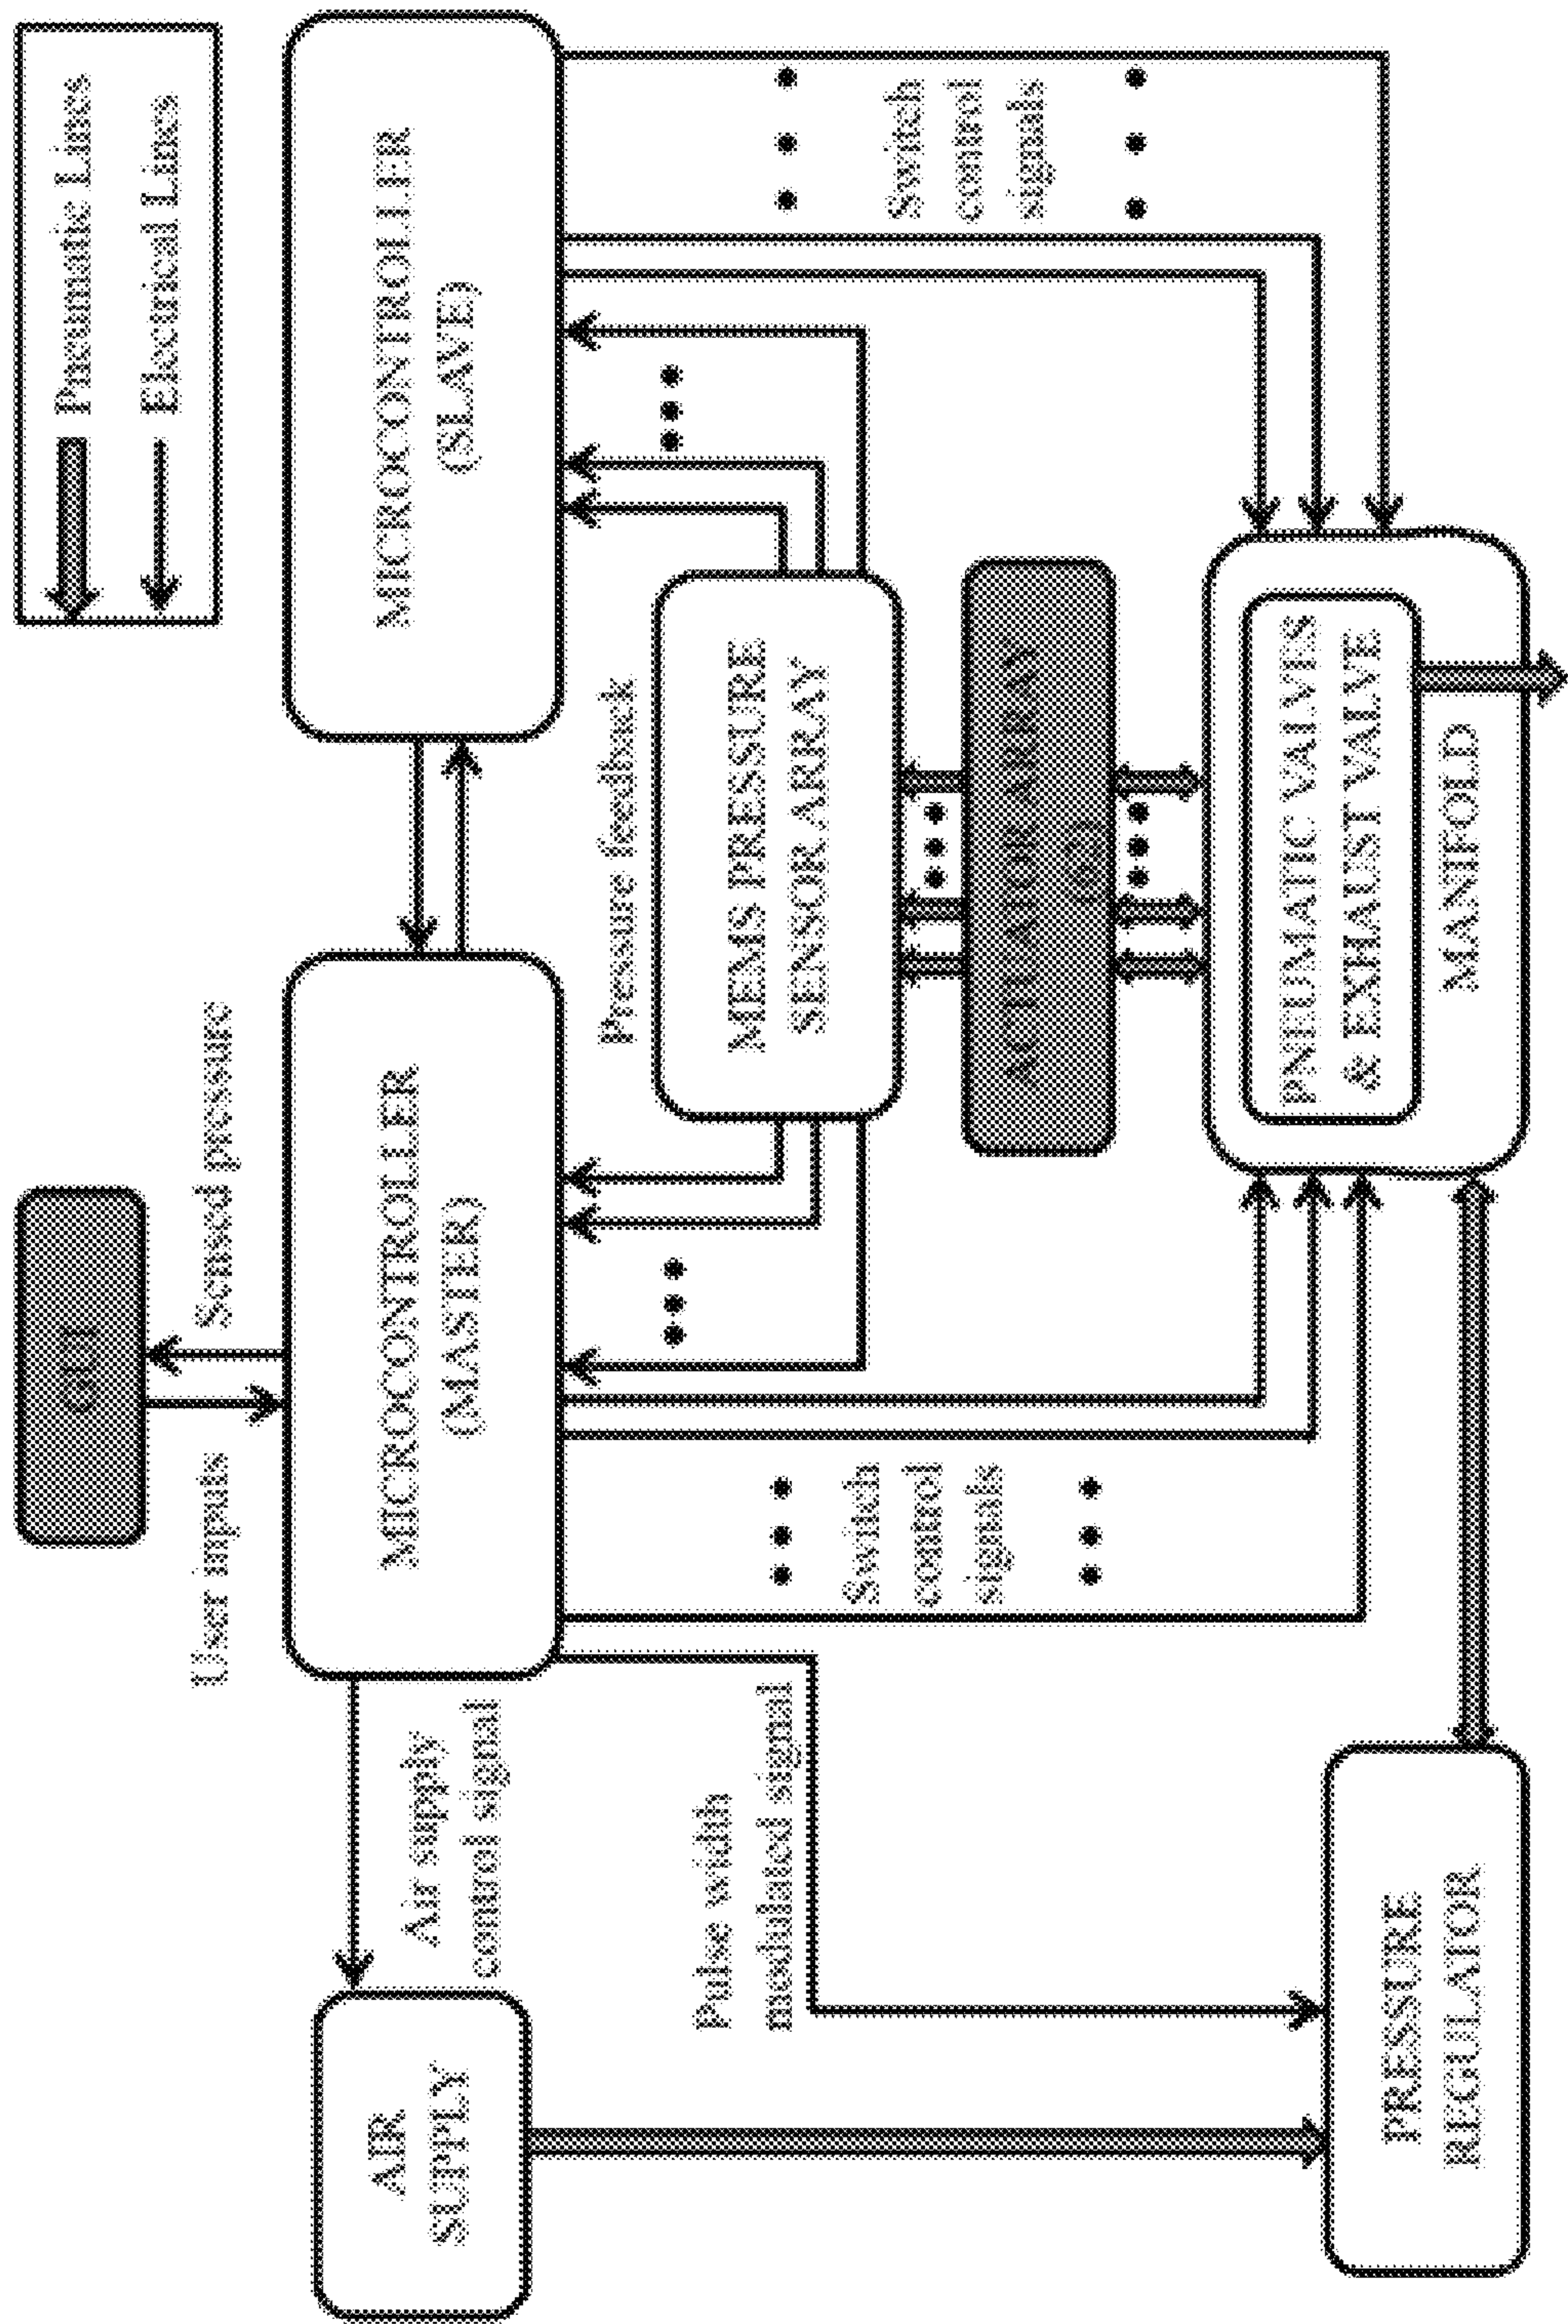 Pneumatic Lines
Electrical Lines
GUI
User inputs
Sensed pressure
MICROCONTROLLER
(MASTER)
MICROCONTROLLER
(SLAVE)
AIR
SUPPLY
Air supply
control signal
Pulse width
modulated signal
Pressure feedback
MEMS PRESSURE
SENSOR ARRAY
Switch
control
signals
Switch
control
signals
ACTUATOR ARRAY
PNEUMATIC VALVES
& EXHAUST VALVE
MANIFOLD
PRESSURE
REGULATOR